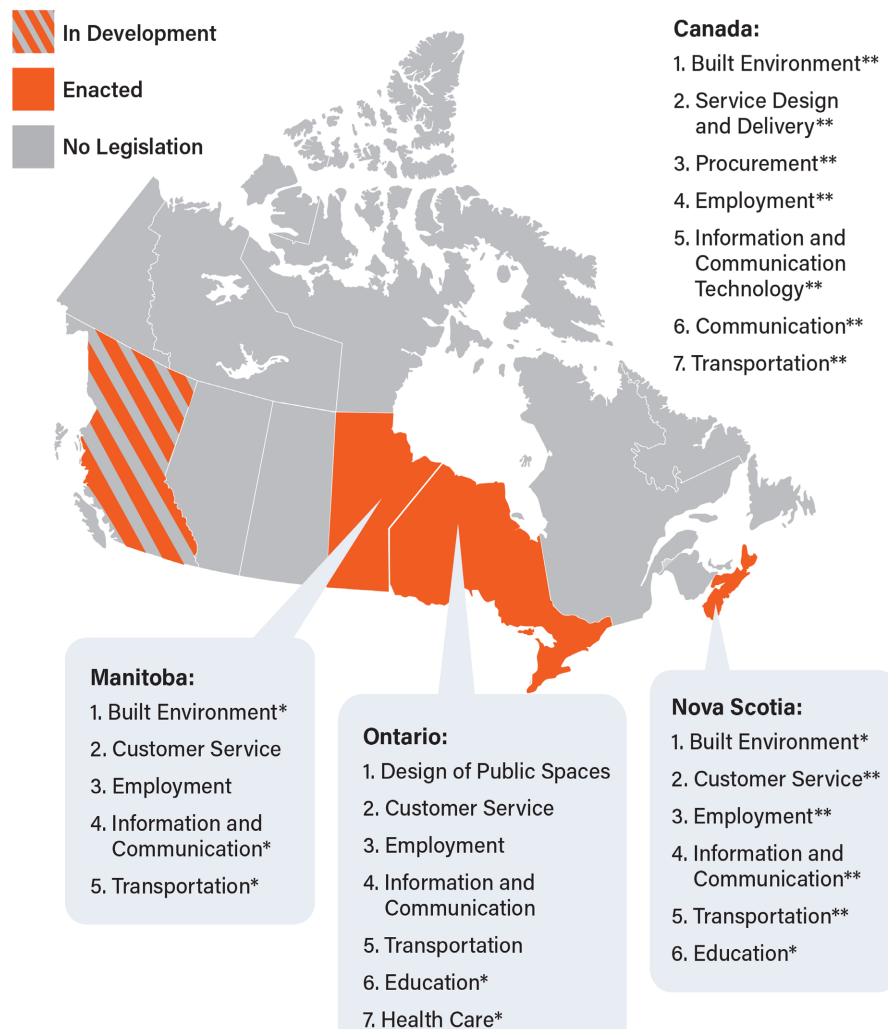 In Development
Enacted
No Legislation
Canada:
1. Built Environment**
2. Service Design
and Delivery**
3. Procurement**
4. Employment**
5. Information and
Communication
Technology**
6. Communication**
7. Transportation**
Manitoba:
1. Built Environment*
2. Customer Service
3. Employment
4. Information and
Communication*
5. Transportation*
Ontario:
1. Design of Public Spaces
2. Customer Service
3. Employment
4. Information and
Communication
5. Transportation
6. Education*
7. Health Care*
Nova Scotia:
1. Built Environment*
2. Customer Service**
3. Employment**
4. Information and
Communication**
5. Transportation**
6. Education*